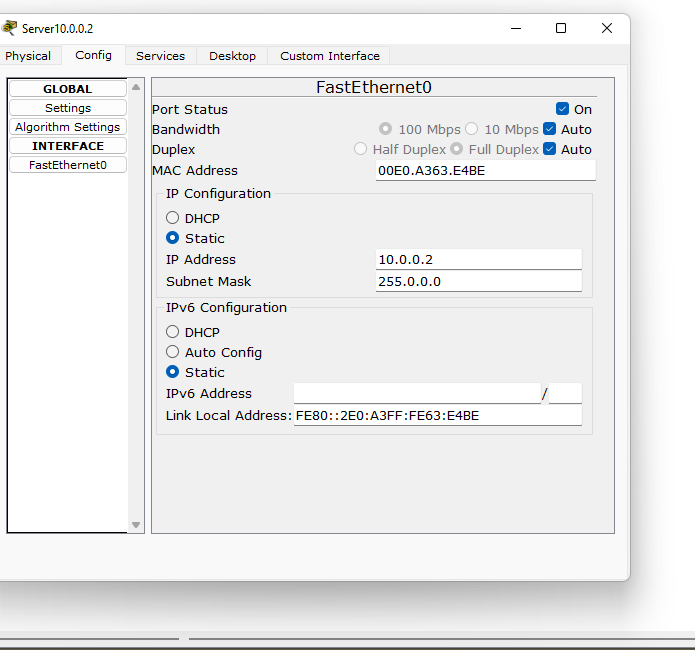 Server10.0.0.2
Physical Config Services Desktop Custom Interface
GLOBAL
Settings
Algorithm Settings
INTERFACE
FastEthernet0
FastEthernet0
Port Status On
Bandwidth 100 Mbps 10 Mbps Auto
Duplex Half Duplex Full Duplex Auto
MAC Address 00E0.A363.E4BE
IP Configuration
DHCP
Static
IP Address 10.0.0.2
Subnet Mask 255.0.0.0
IPv6 Configuration
DHCP
Auto Config
Static
IPv6 Address /
Link Local Address: FE80::2E0:A3FF:FE63:E4BE